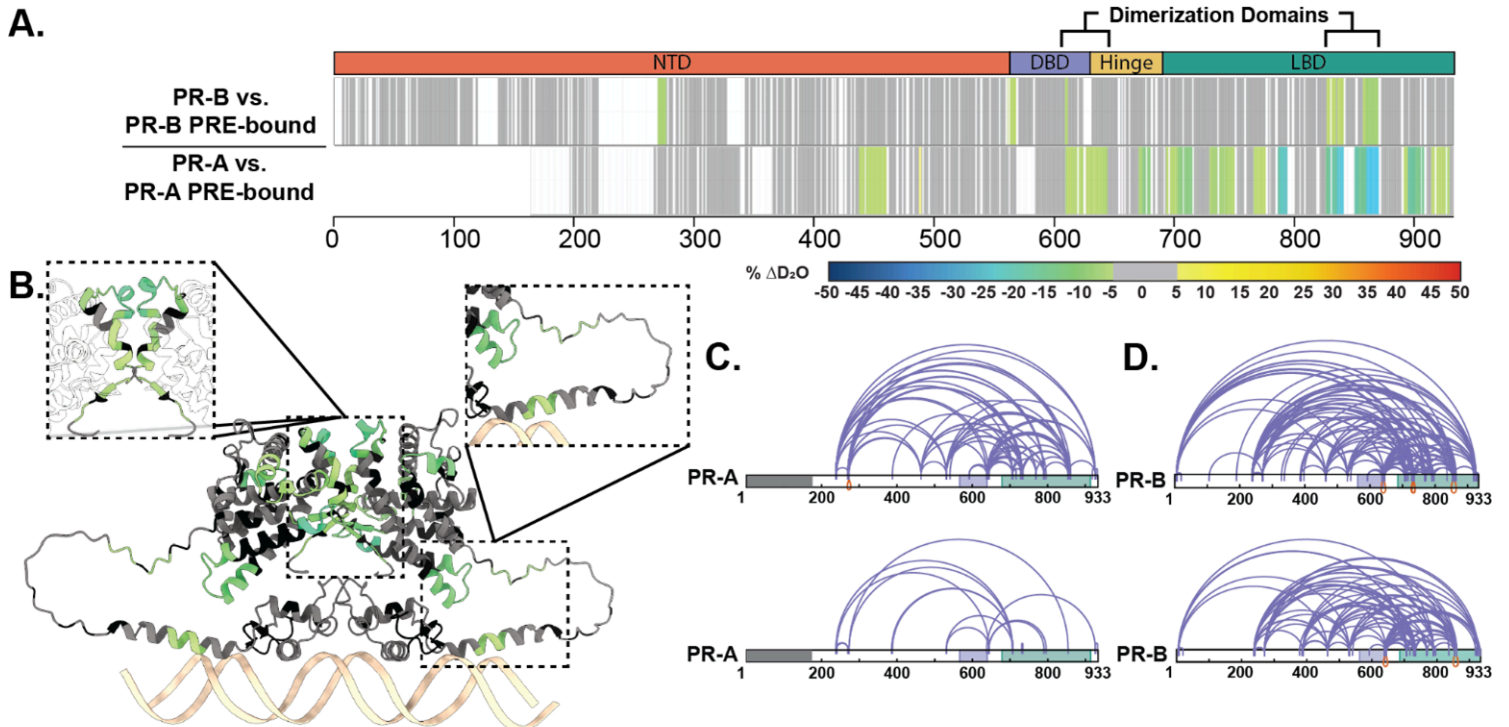 A.
Dimerization Domains
NTD DBD Hinge LBD
PR-B vs.
PR-B PRE-bound
PR-A vs.
PR-A PRE-bound
0 100 200 300 400 500 600 700 800 900
% ΔD₂O
-50 -45 -40 -35 -30 -25 -20 -15 -10 -5 0 5 10 15 20 25 30 35 40 45 50
B.
C.
D.
PR-A
1 200 400 600 800 933
PR-B
1 200 400 600 800 933
PR-A
1 200 400 600 800 933
PR-B
1 200 400 600 800 933